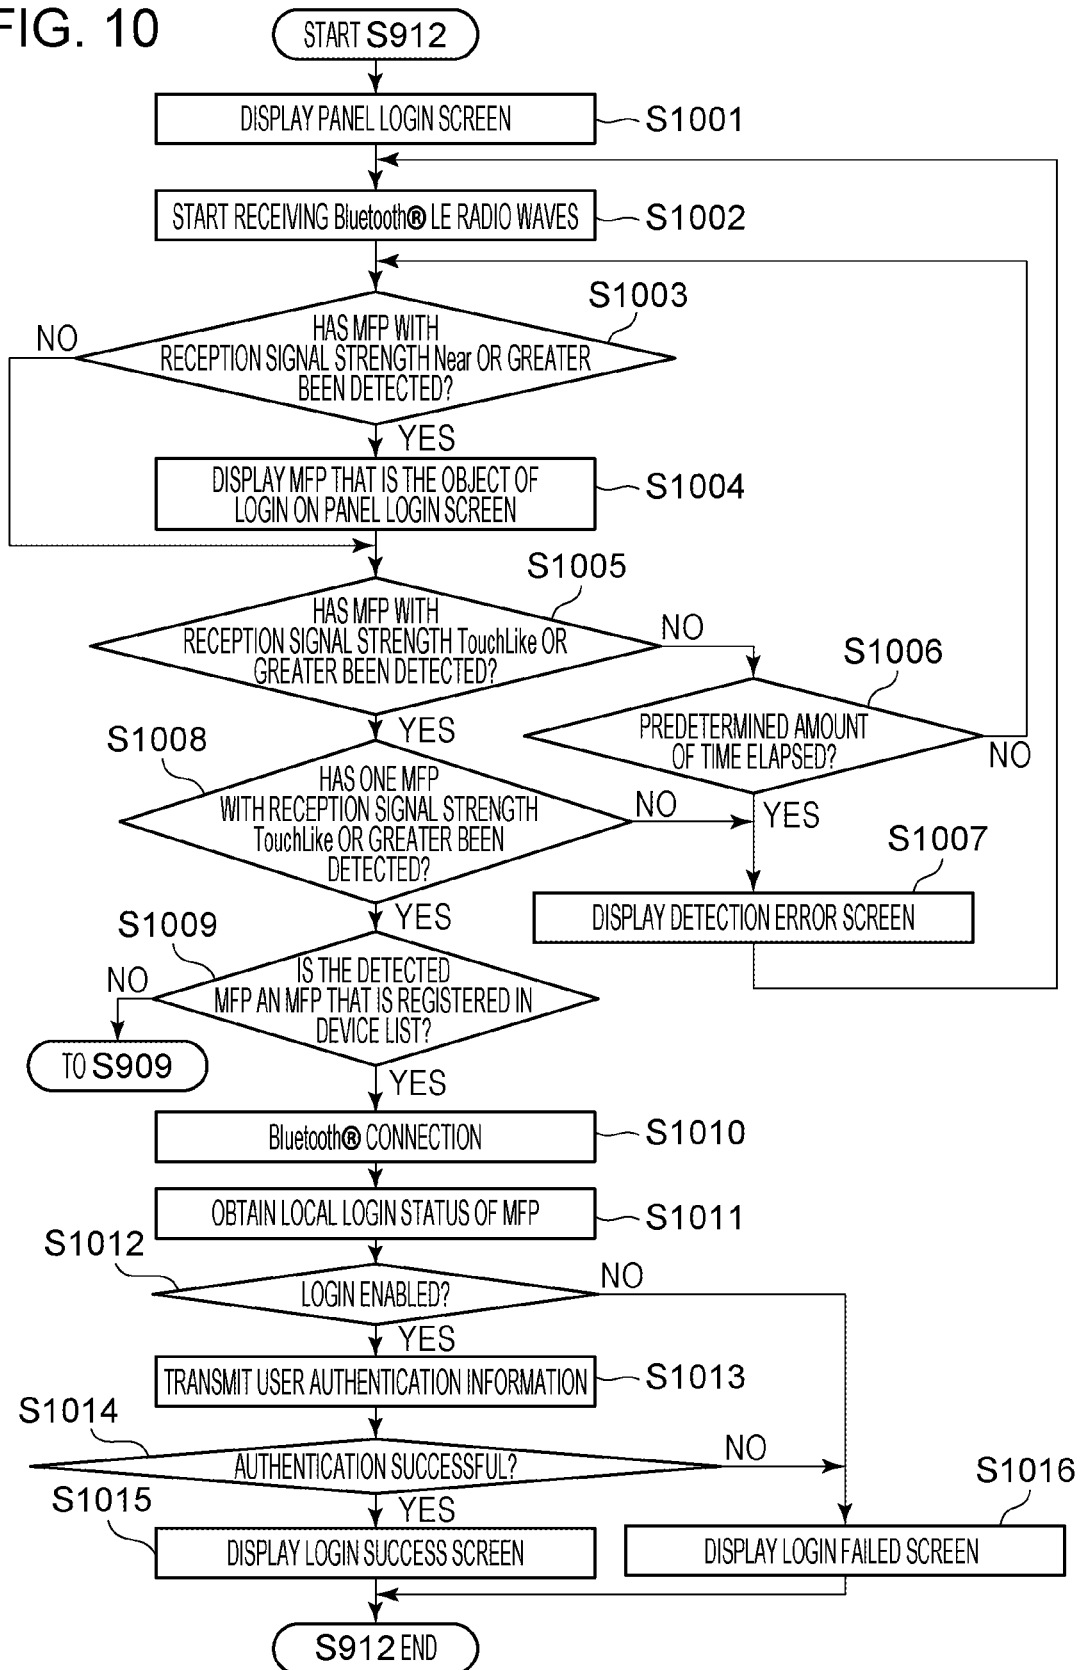 FIG. 10
START S912
DISPLAY PANEL LOGIN SCREEN
S1001
START RECEIVING Bluetooth® LE RADIO WAVES
S1002
S1003
HAS MFP WITH
RECEPTION SIGNAL STRENGTH Near OR GREATER
BEEN DETECTED?
NO
YES
DISPLAY MFP THAT IS THE OBJECT OF
LOGIN ON PANEL LOGIN SCREEN
S1004
S1005
HAS MFP WITH
RECEPTION SIGNAL STRENGTH TouchLike OR
GREATER BEEN DETECTED?
NO
YES
S1006
PREDETERMINED AMOUNT
OF TIME ELAPSED?
NO
YES
S1008
HAS ONE MFP
WITH RECEPTION SIGNAL STRENGTH
TouchLike OR GREATER BEEN
DETECTED?
NO
YES
S1007
DISPLAY DETECTION ERROR SCREEN
S1009
IS THE DETECTED
MFP AN MFP THAT IS REGISTERED IN
DEVICE LIST?
NO
TO S909
YES
Bluetooth® CONNECTION
S1010
OBTAIN LOCAL LOGIN STATUS OF MFP
S1011
S1012
LOGIN ENABLED?
NO
YES
TRANSMIT USER AUTHENTICATION INFORMATION
S1013
S1014
AUTHENTICATION SUCCESSFUL?
NO
YES
S1015
DISPLAY LOGIN SUCCESS SCREEN
S1016
DISPLAY LOGIN FAILED SCREEN
S912 END